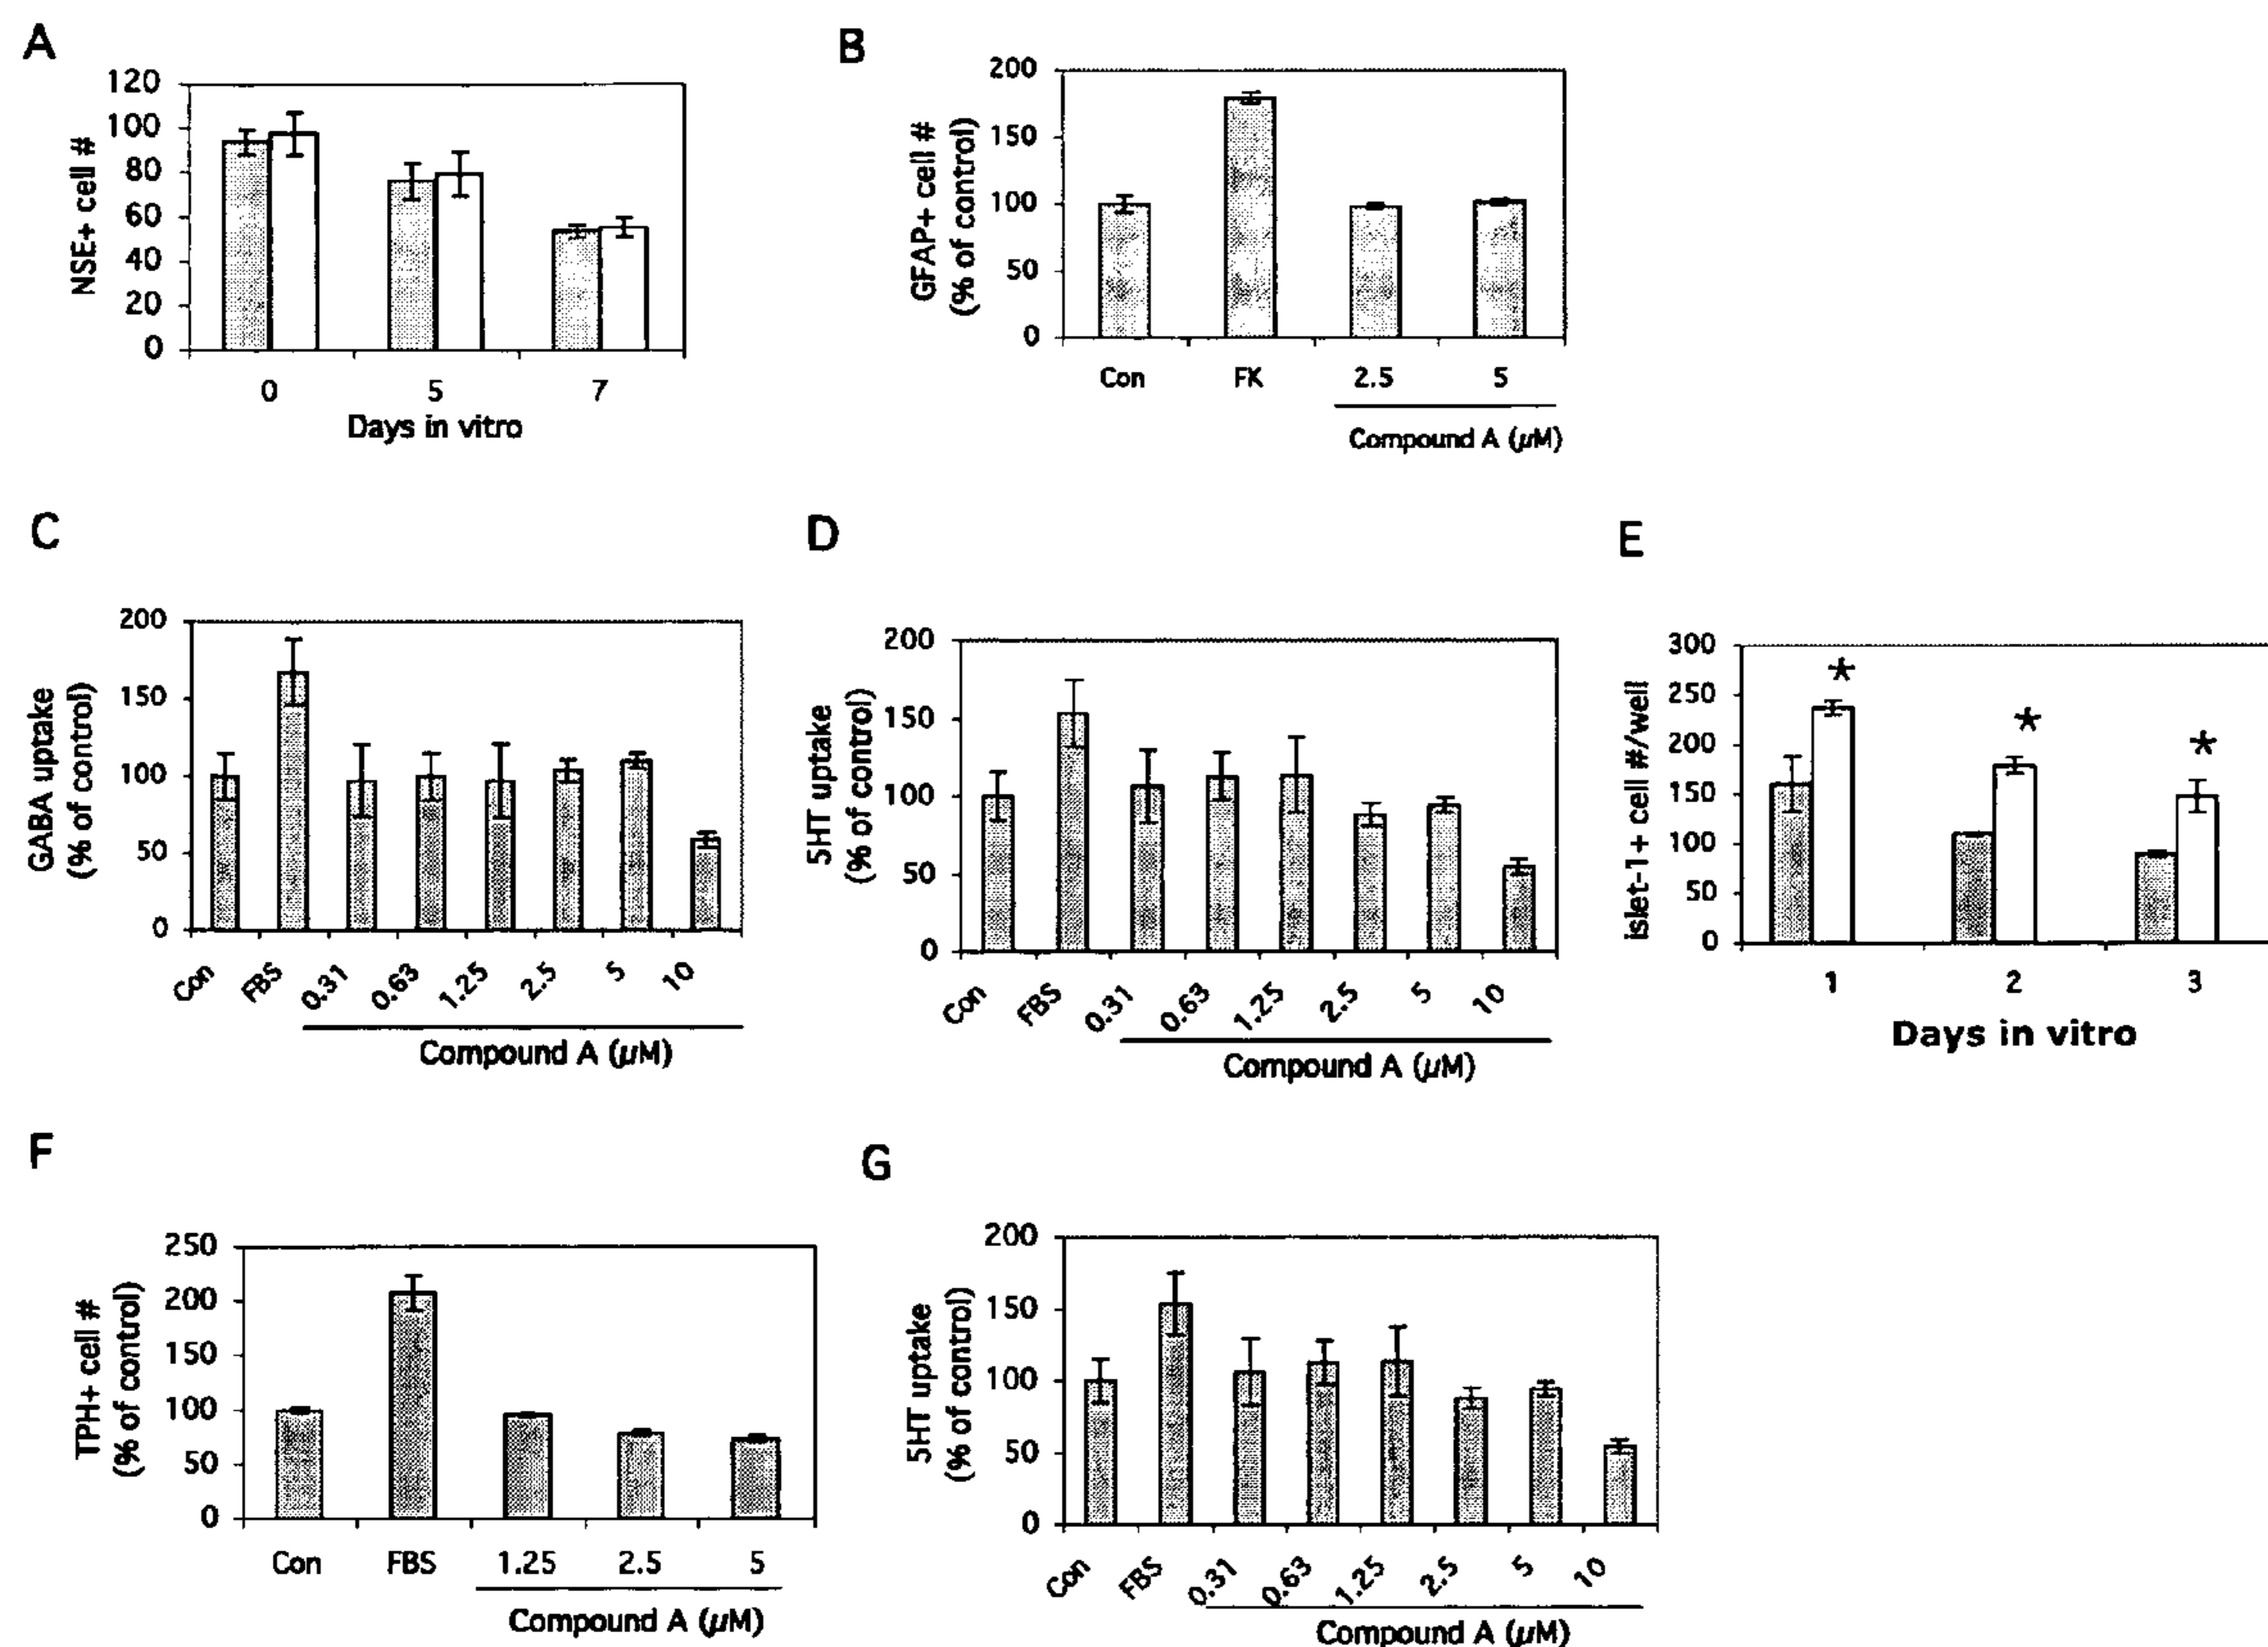 A
NSE+ cell #
120
100
80
60
40
20
0
0 5 7
Days in vitro
B
GFAP+ cell #
(% of control)
200
150
100
50
0
Con FK 2.5 5
Compound A (μM)
C
GABA uptake
(% of control)
200
150
100
50
0
Con FBS 0.31 0.63 1.25 2.5 5 10
Compound A (μM)
D
5HT uptake
(% of control)
200
150
100
50
0
Con FBS 0.31 0.63 1.25 2.5 5 10
Compound A (μM)
E
islet-1+ cell #/well
300
250
200
150
100
50
0
* * *
1 2 3
Days in vitro
F
TPH+ cell #
(% of control)
250
200
150
100
50
0
Con FBS 1.25 2.5 5
Compound A (μM)
G
5HT uptake
(% of control)
200
150
100
50
0
Con FBS 0.31 0.63 1.25 2.5 5 10
Compound A (μM)